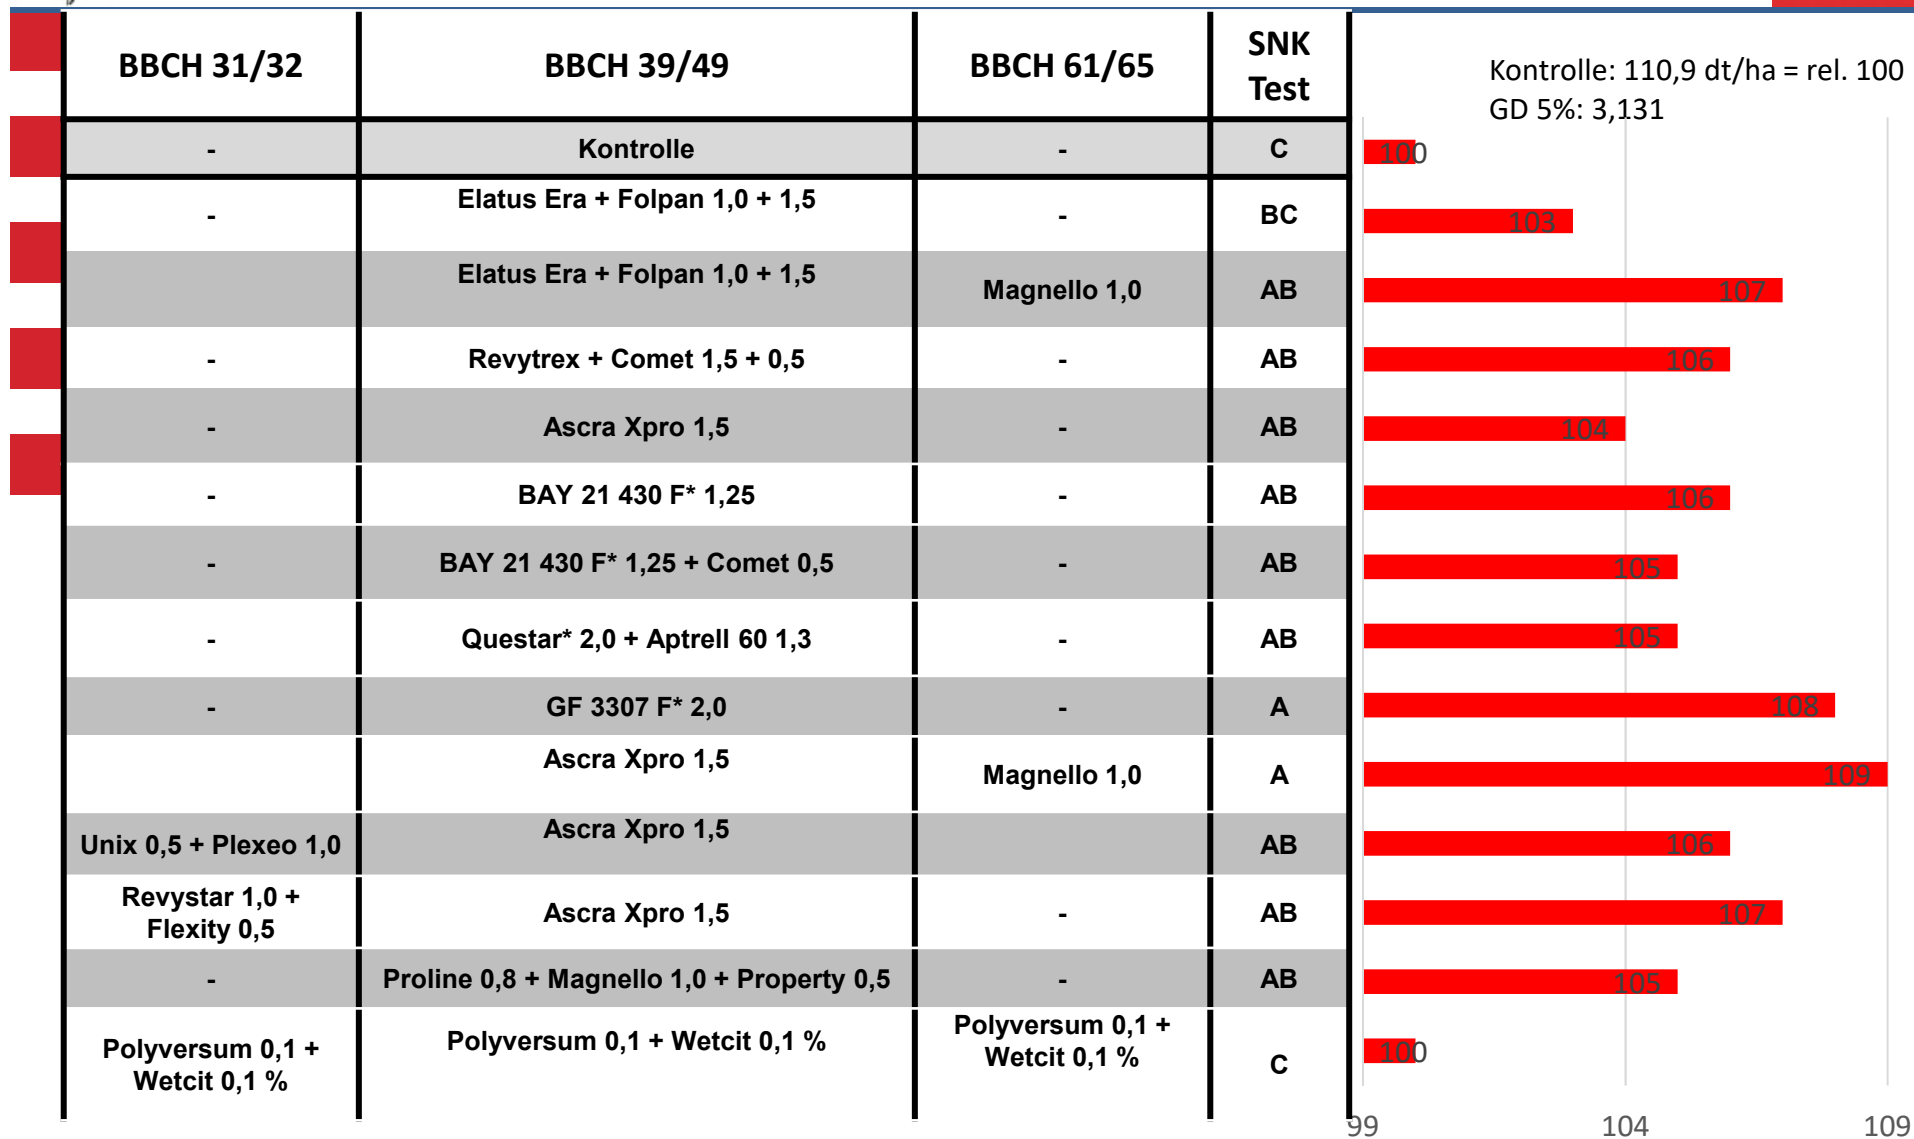 BBCH 31/32 BBCH 39/49 BBCH 61/65 SNK Test
Kontrolle: 110,9 dt/ha = rel. 100
GD 5%: 3,131
- Kontrolle - C 100
- Elatus Era + Folpan 1,0 + 1,5 - BC 103
Elatus Era + Folpan 1,0 + 1,5 Magnello 1,0 AB 107
- Revytrex + Comet 1,5 + 0,5 - AB 106
- Ascra Xpro 1,5 - AB 104
- BAY 21 430 F* 1,25 - AB 106
- BAY 21 430 F* 1,25 + Comet 0,5 - AB 105
- Questar* 2,0 + Aptrell 60 1,3 - AB 105
- GF 3307 F* 2,0 - A 108
Ascra Xpro 1,5 Magnello 1,0 A 109
Unix 0,5 + Plexeo 1,0 Ascra Xpro 1,5 AB 106
Revystar 1,0 +
Flexity 0,5 Ascra Xpro 1,5 - AB 107
- Proline 0,8 + Magnello 1,0 + Property 0,5 - AB 105
Polyversum 0,1 +
Wetcit 0,1 % Polyversum 0,1 + Wetcit 0,1 % Polyversum 0,1 +
Wetcit 0,1 % C 100
99 104 109